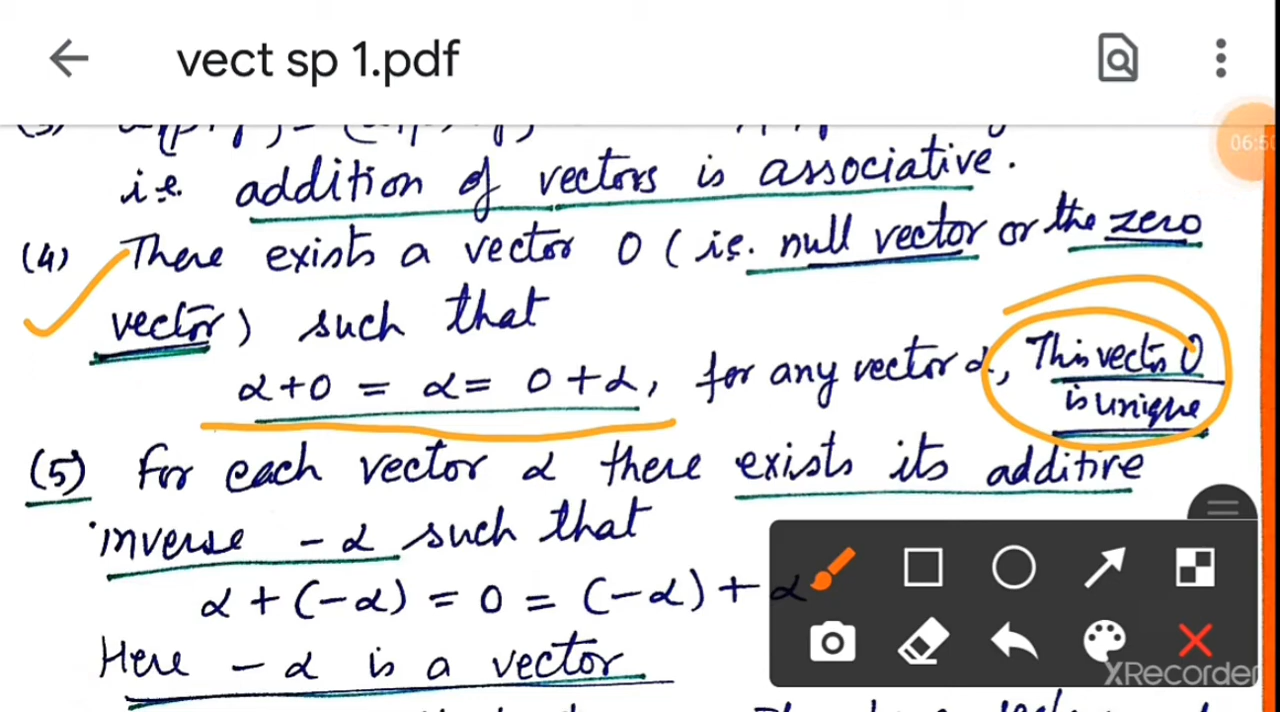 vect sp 1.pdf
06:50
i.e. addition of vectors is associative.
(4) There exists a vector 0 (i.e. null vector or the zero
vector) such that
α+0 = α = 0+α, for any vector α, This vector 0
is unique
(5) For each vector α there exists its additive
inverse -α such that
α + (-α) = 0 = (-α) + α
Here -α is a vector
XRecorder